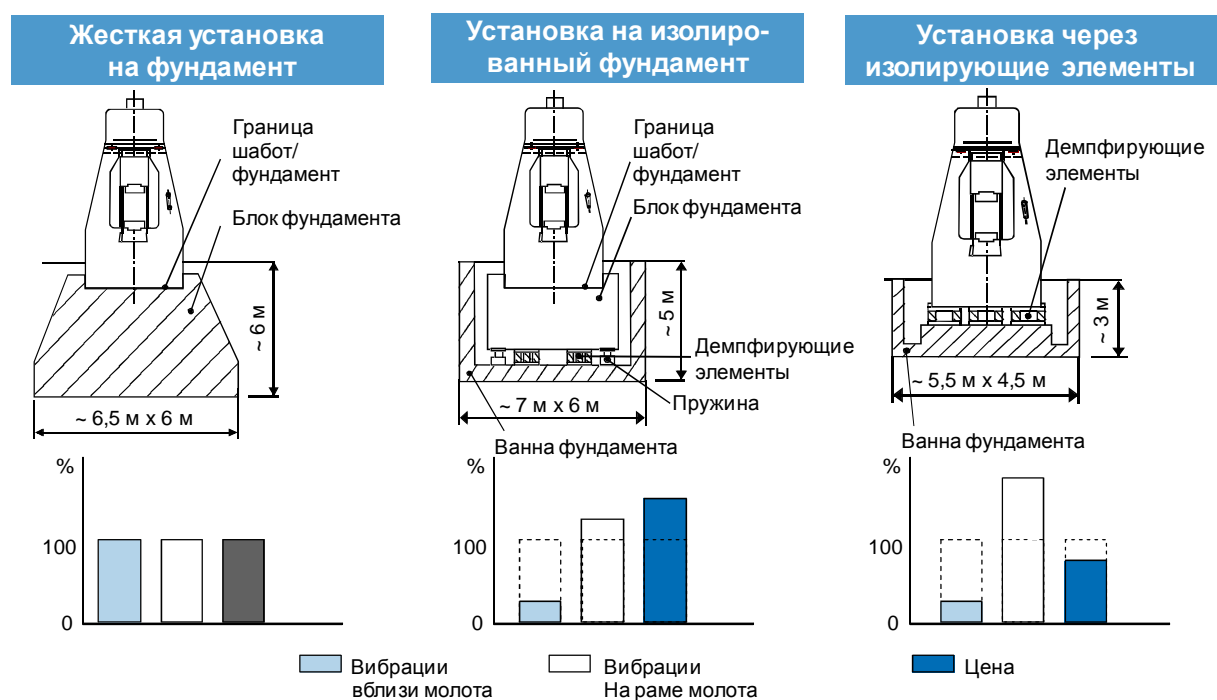 Жесткая установка
на фундамент
Граница
шабот/
фундамент
Блок фундамента
~ 6 м
~ 6,5 м x 6 м
%
100
0
Установка на изолиро-
ванный фундамент
Граница
шабот/
фундамент
Блок фундамента
~ 5 м
Демпфирующие
элементы
Пружина
~ 7 м x 6 м
Ванна фундамента
%
100
0
Установка через
изолирующие элементы
Демпфирующие
элементы
~ 3 м
~ 5,5 м x 4,5 м
Ванна фундамента
%
100
0
Вибрации
вблизи молота
Вибрации
На раме молота
Цена